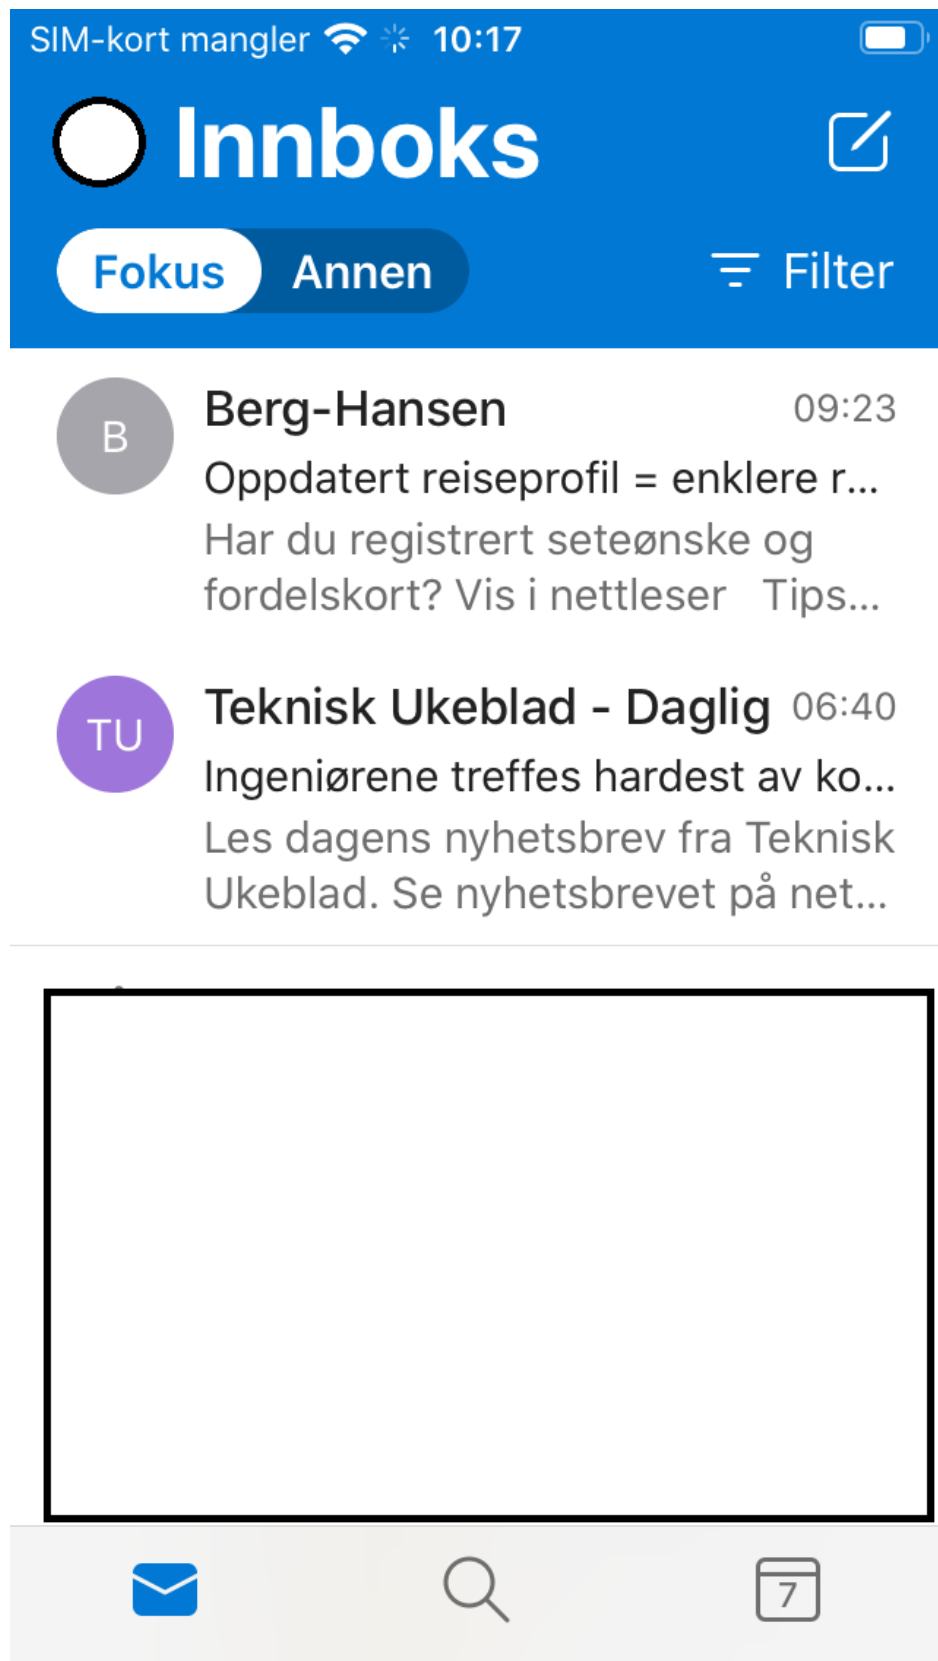 SIM-kort mangler 10:17
Innboks
Fokus Annen Filter
B
Berg-Hansen 09:23
Oppdatert reiseprofil = enklere r...
Har du registrert seteønske og
fordelskort? Vis i nettleser Tips...
TU
Teknisk Ukeblad - Daglig 06:40
Ingeniørene treffes hardest av ko...
Les dagens nyhetsbrev fra Teknisk
Ukeblad. Se nyhetsbrevet på net...
7